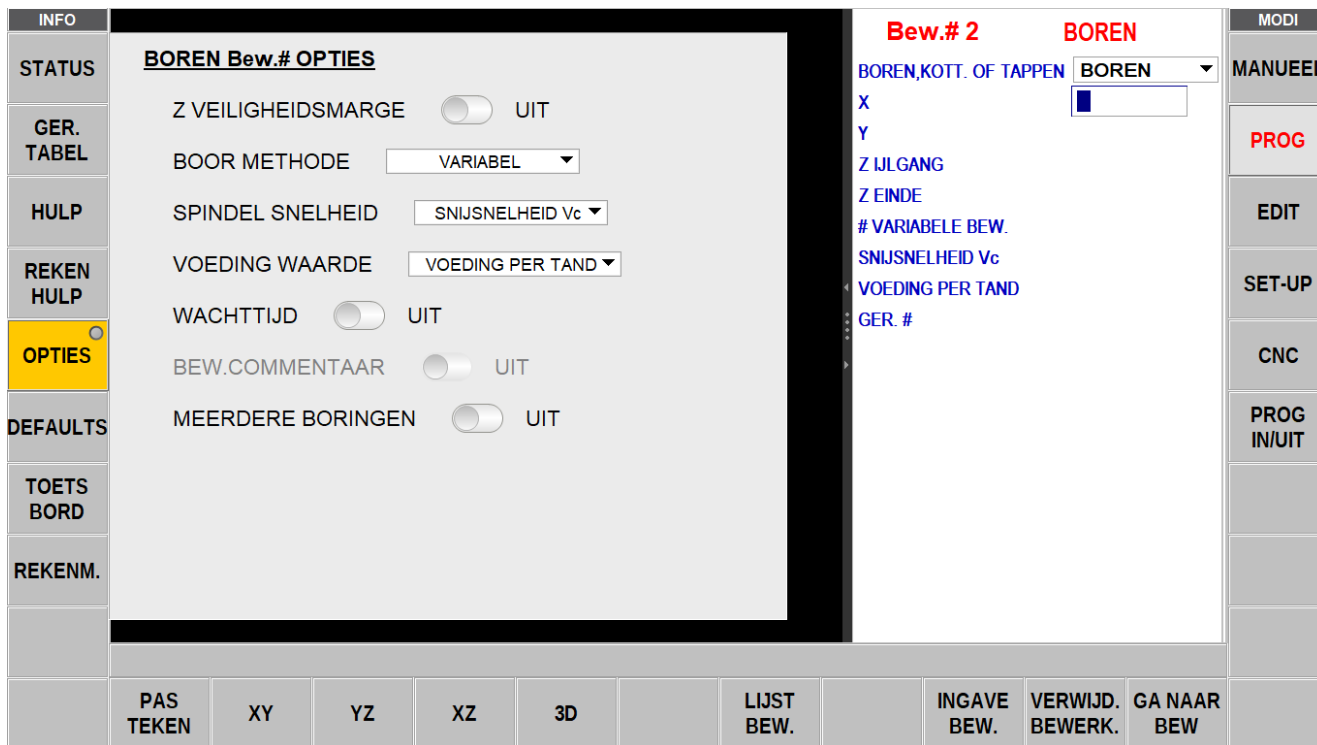 INFO
STATUS
GER.
TABEL
HULP
REKEN
HULP
OPTIES
DEFAULTS
TOETS
BORD
REKENM.
BOREN Bew.# OPTIES
Z VEILIGHEIDSMARGE UIT
BOOR METHODE VARIABEL
SPINDEL SNELHEID SNIJSNELHEID Vc
VOEDING WAARDE VOEDING PER TAND
WACHTTIJD UIT
BEW.COMMENTAAR UIT
MEERDERE BORINGEN UIT
Bew.# 2 BOREN
BOREN,KOTT. OF TAPPEN BOREN
X
Y
Z IJLGANG
Z EINDE
# VARIABELE BEW.
SNIJSNELHEID Vc
VOEDING PER TAND
GER. #
MODI
MANUEEL
PROG
EDIT
SET-UP
CNC
PROG
IN/UIT
PAS
TEKEN
XY
YZ
XZ
3D
LIJST
BEW.
INGAVE
BEW.
VERWIJD.
BEWERK.
GA NAAR
BEW